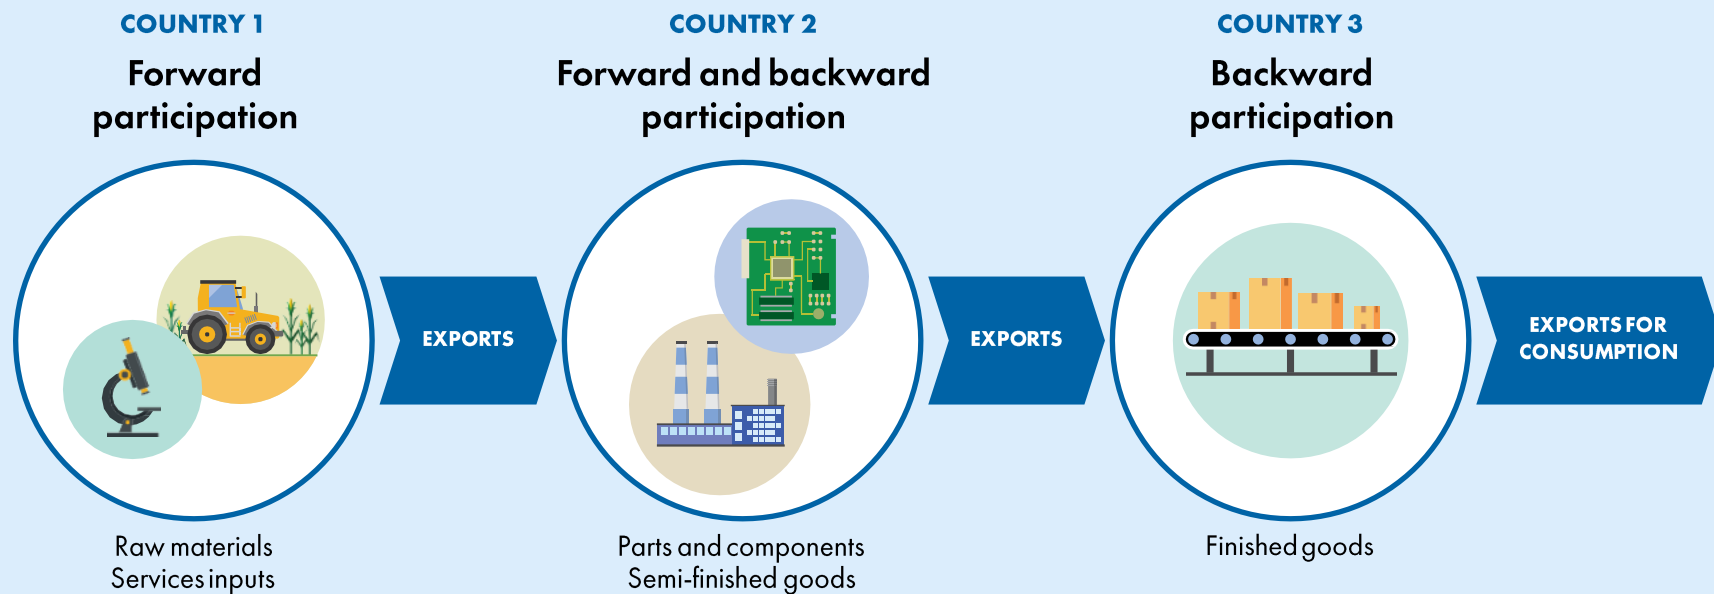 COUNTRY 1
Forward
participation
COUNTRY 2
Forward and backward
participation
COUNTRY 3
Backward
participation
EXPORTS
EXPORTS
EXPORTS FOR
CONSUMPTION
Raw materials
Services inputs
Parts and components
Semi-finished goods
Finished goods